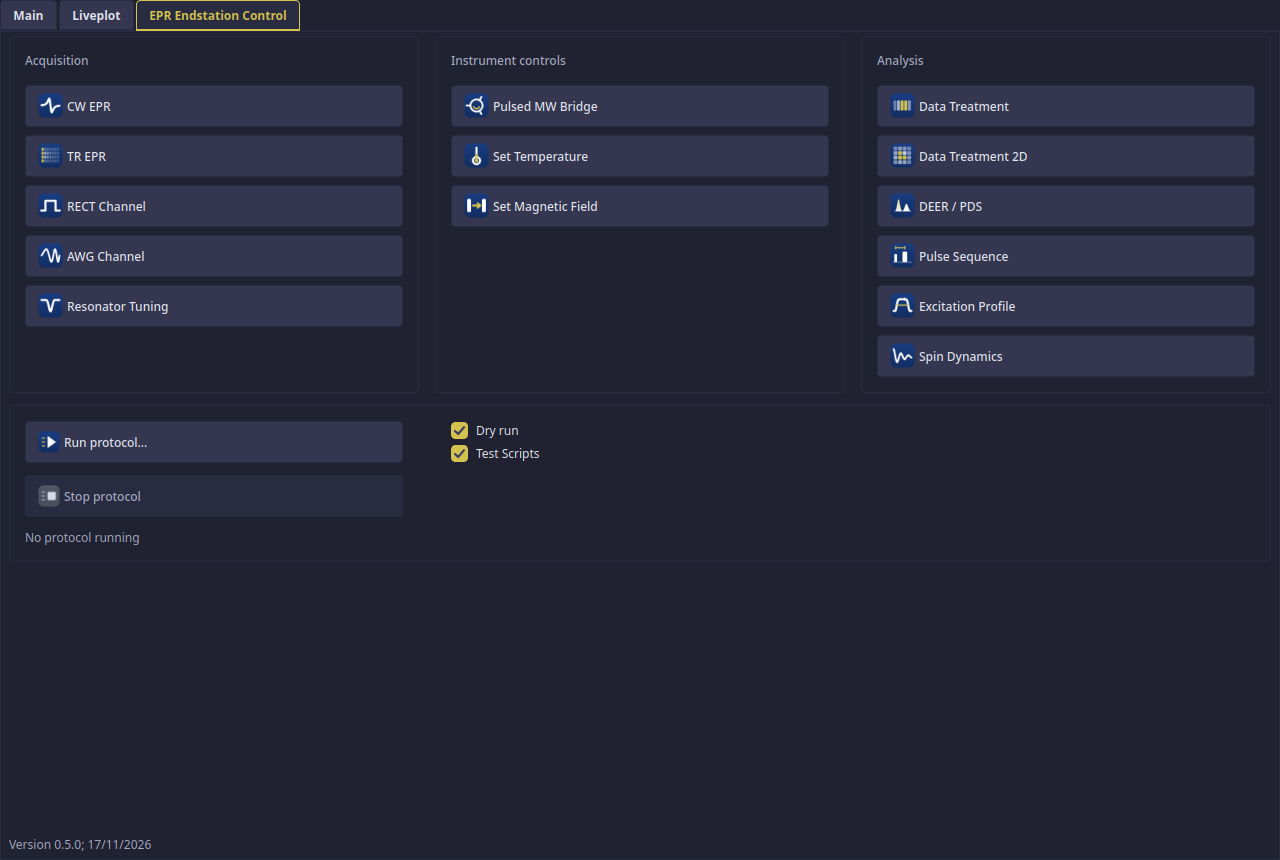 Main
Liveplot
EPR Endstation Control
Acquisition
CW EPR
TR EPR
RECT Channel
AWG Channel
Resonator Tuning
Instrument controls
Pulsed MW Bridge
Set Temperature
Set Magnetic Field
Analysis
Data Treatment
Data Treatment 2D
DEER / PDS
Pulse Sequence
Excitation Profile
Spin Dynamics
Run protocol...
Stop protocol
No protocol running
Dry run
Test Scripts
Version 0.5.0; 17/11/2026